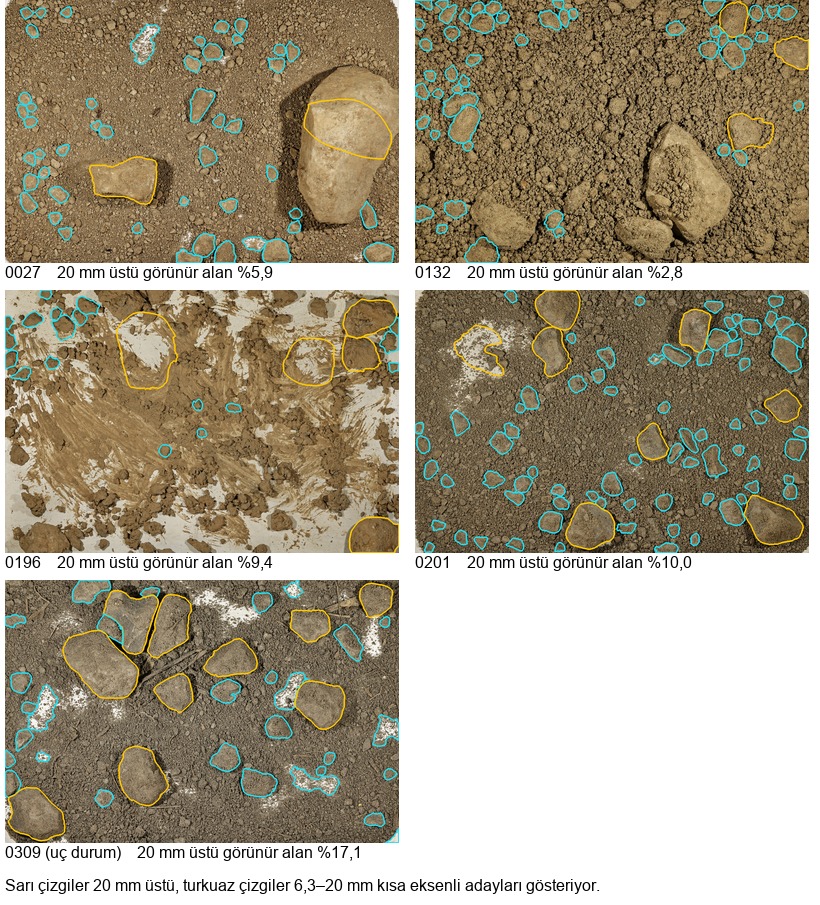 0027 20 mm üstü görünür alan %5,9
0132 20 mm üstü görünür alan %2,8
0196 20 mm üstü görünür alan %9,4
0201 20 mm üstü görünür alan %10,0
0309 (uç durum) 20 mm üstü görünür alan %17,1
Sarı çizgiler 20 mm üstü, turkuaz çizgiler 6,3–20 mm kısa eksenli adayları gösteriyor.